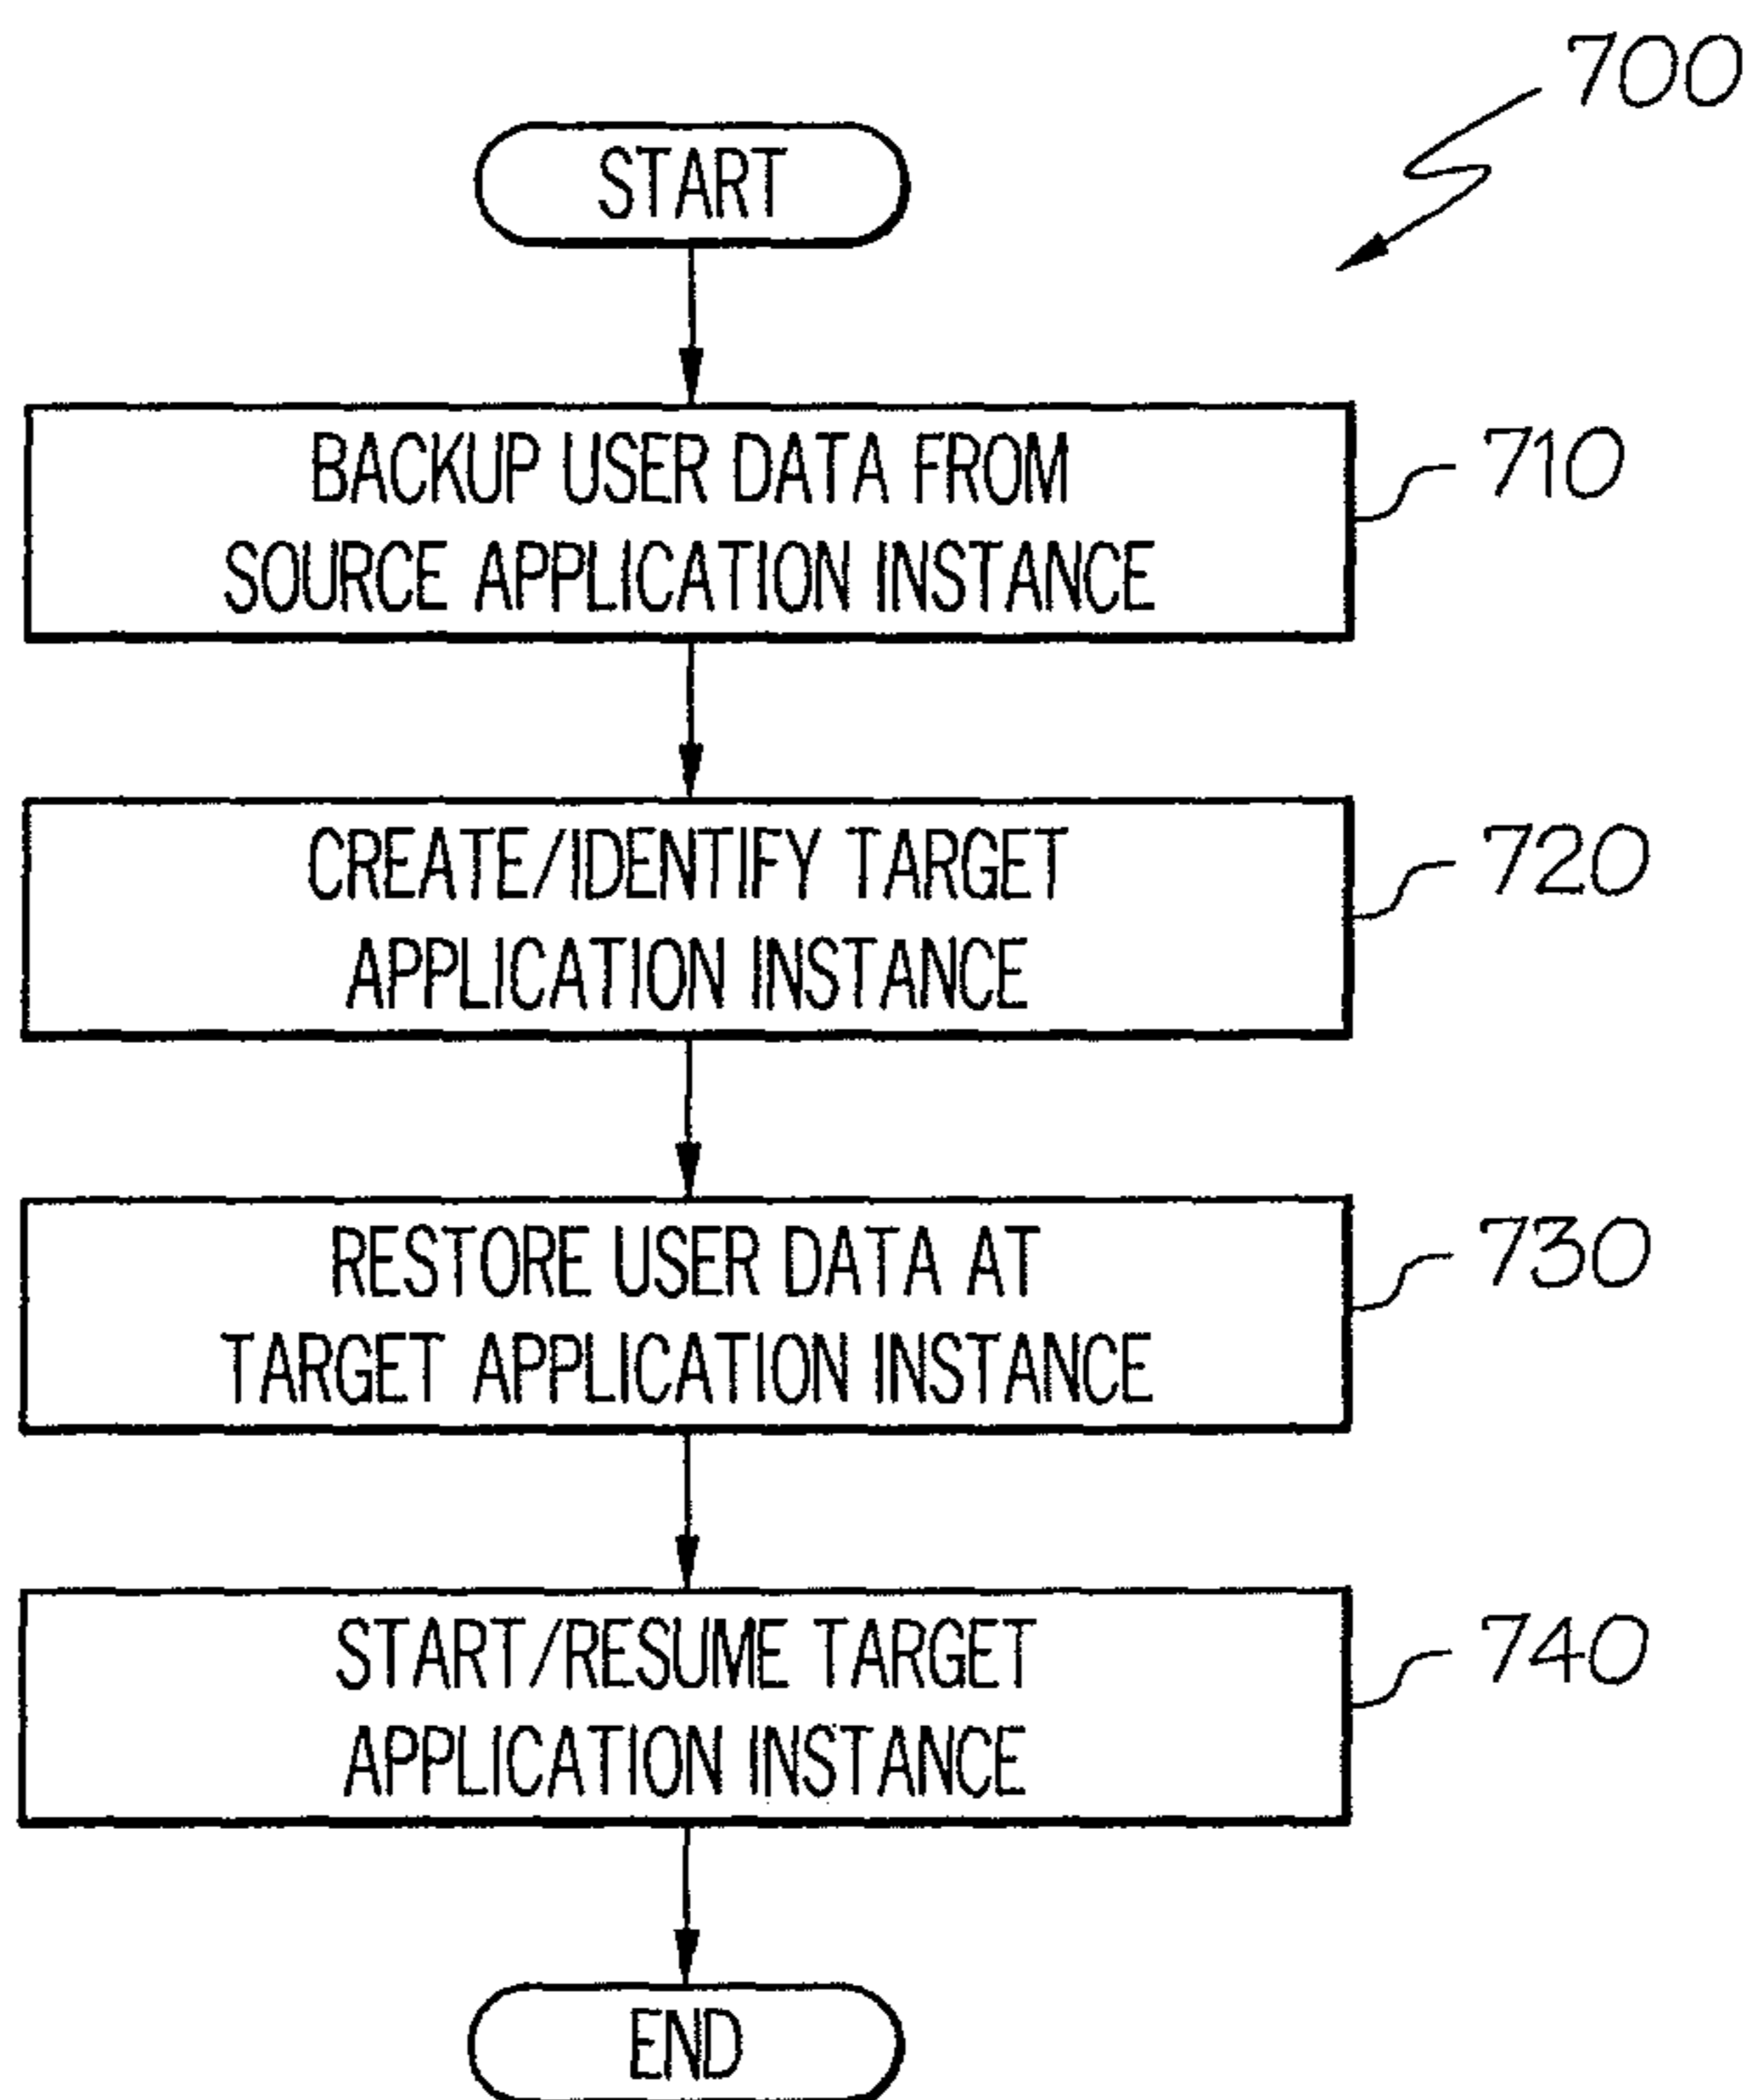 700
START
BACKUP USER DATA FROM
SOURCE APPLICATION INSTANCE
710
CREATE/IDENTIFY TARGET
APPLICATION INSTANCE
720
RESTORE USER DATA AT
TARGET APPLICATION INSTANCE
730
START/RESUME TARGET
APPLICATION INSTANCE
740
END